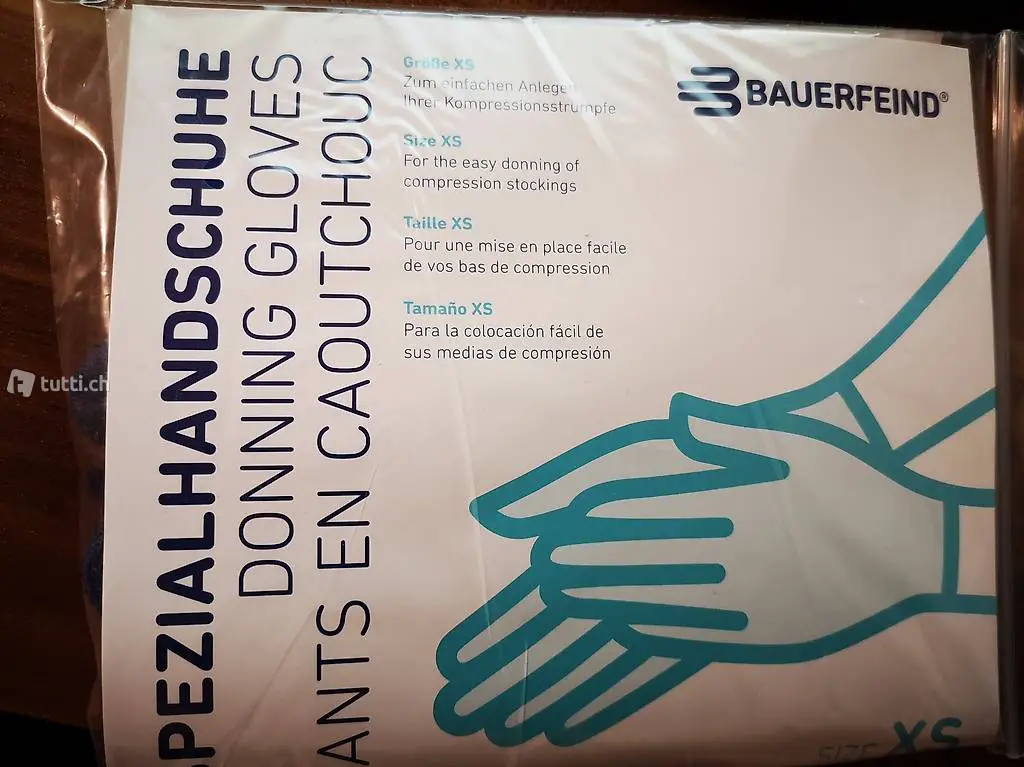 PEZIALHANDSCHUHE
DONNING GLOVES
ANTS EN CAOUTCHOUC
Größe XS
Zum einfachen Anlege
Ihrer Kompressionsstrümpfe
Size XS
For the easy donning of
compression stockings
Taille XS
Pour une mise en place facile
de vos bas de compression
Tamaño XS
Para la colocación fácil de
sus medias de compresión
BAUERFEIND®
tutti.ch
SIZE XS